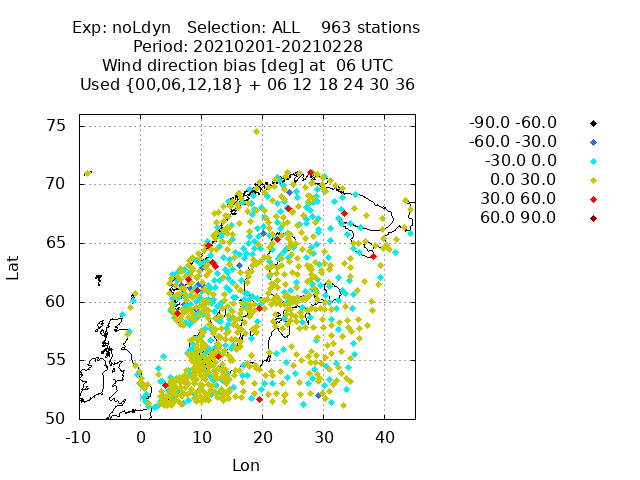 Exp: noLdyn   Selection: ALL    963 stations
Period: 20210201-20210228
Wind direction bias [deg] at  06 UTC
Used {00,06,12,18} + 06 12 18 24 30 36
-90.0 -60.0
-60.0 -30.0
-30.0 0.0
0.0 30.0
30.0 60.0
60.0 90.0
75
70
65
60
55
50
Lat
-10 0 10 20 30 40
Lon